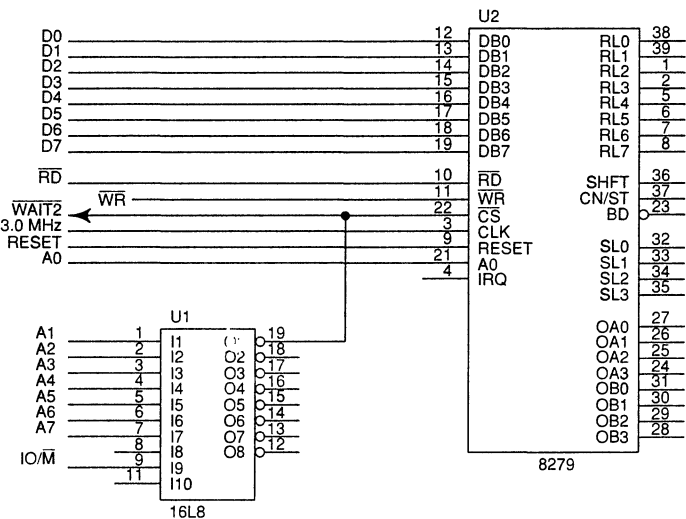 U2
D0 12 DB0 RL0 38
D1 13 DB1 RL1 39
D2 14 DB2 RL2 1
D3 15 DB3 RL3 2
D4 16 DB4 RL4 5
D5 17 DB5 RL5 6
D6 18 DB6 RL6 7
D7 19 DB7 RL7 8
R̅D̅ 10 R̅D̅ SHFT 36
W̅R̅ 11 W̅R̅ CN/ST 37
W̅A̅I̅T̅2̅ 22 C̅S̅ BD 23
3.0 MHz 3 CLK
RESET 9 RESET SL0 32
A0 21 A0 SL1 33
4 IRQ SL2 34
SL3 35
OA0 27
OA1 26
OA2 25
OA3 24
OB0 31
OB1 30
OB2 29
OB3 28
8279
U1
A1 1 I1 19
A2 2 I2 O2 18
A3 3 I3 O3 17
A4 4 I4 O4 16
A5 5 I5 O5 15
A6 6 I6 O6 14
A7 7 I7 O7 13
8 I8 O8 12
IO/M̅ 9 I9
11 I10
16L8